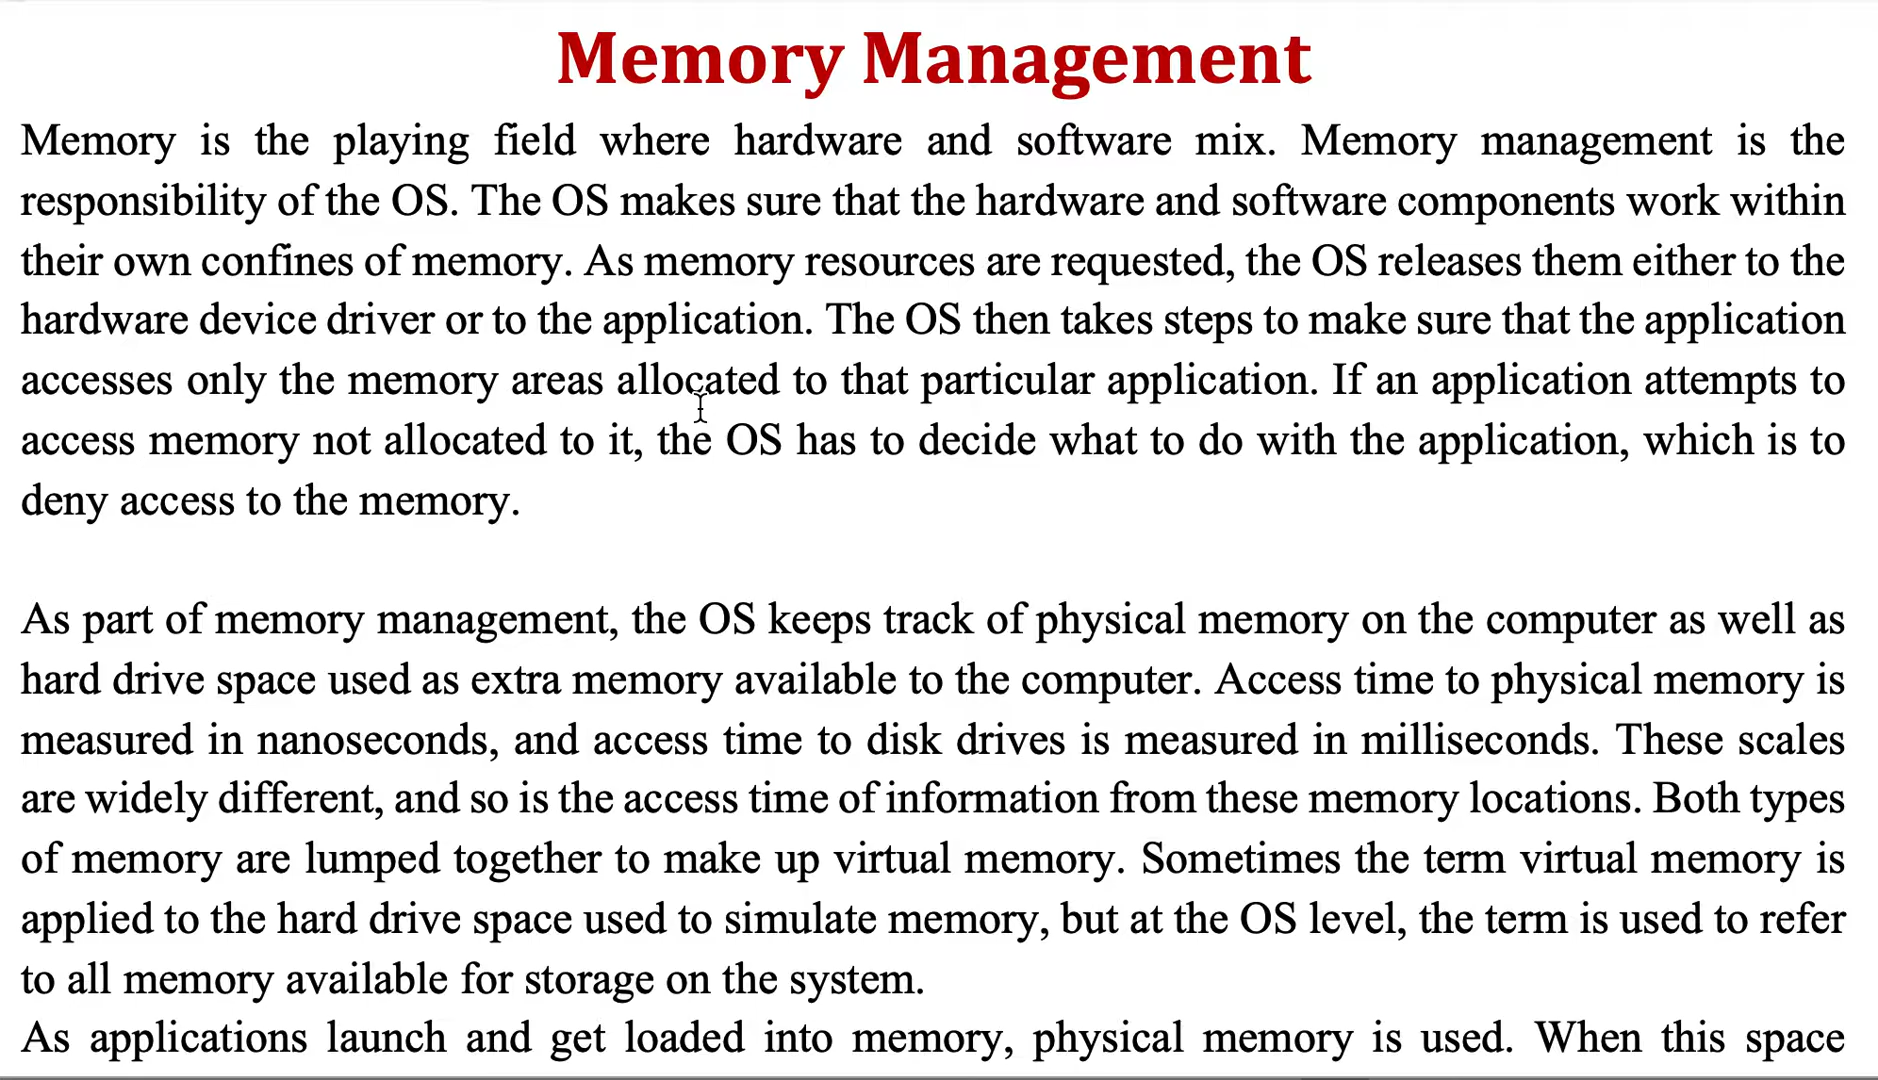 Memory Management
Memory is the playing field where hardware and software mix. Memory management is the
responsibility of the OS. The OS makes sure that the hardware and software components work within
their own confines of memory. As memory resources are requested, the OS releases them either to the
hardware device driver or to the application. The OS then takes steps to make sure that the application
accesses only the memory areas allocated to that particular application. If an application attempts to
access memory not allocated to it, the OS has to decide what to do with the application, which is to
deny access to the memory.
As part of memory management, the OS keeps track of physical memory on the computer as well as
hard drive space used as extra memory available to the computer. Access time to physical memory is
measured in nanoseconds, and access time to disk drives is measured in milliseconds. These scales
are widely different, and so is the access time of information from these memory locations. Both types
of memory are lumped together to make up virtual memory. Sometimes the term virtual memory is
applied to the hard drive space used to simulate memory, but at the OS level, the term is used to refer
to all memory available for storage on the system.
As applications launch and get loaded into memory, physical memory is used. When this space